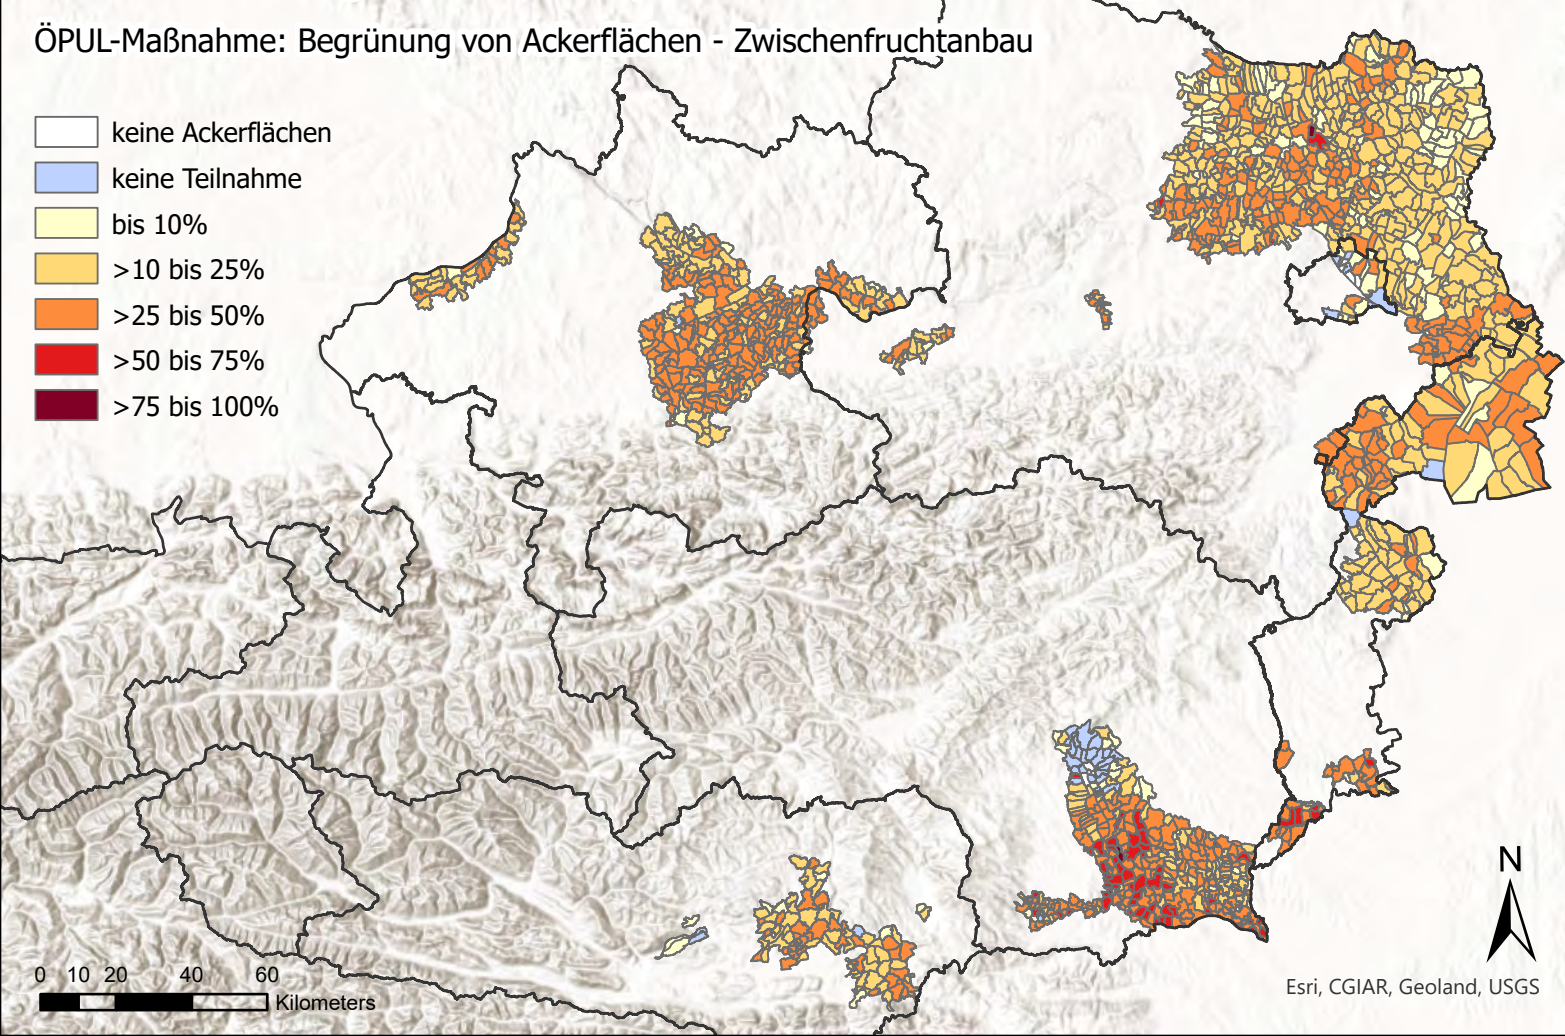 ÖPUL-Maßnahme: Begrünung von Ackerflächen - Zwischenfruchtanbau
keine Ackerflächen
keine Teilnahme
bis 10%
>10 bis 25%
>25 bis 50%
>50 bis 75%
>75 bis 100%
N
0 10 20 40 60
Kilometers
Esri, CGIAR, Geoland, USGS